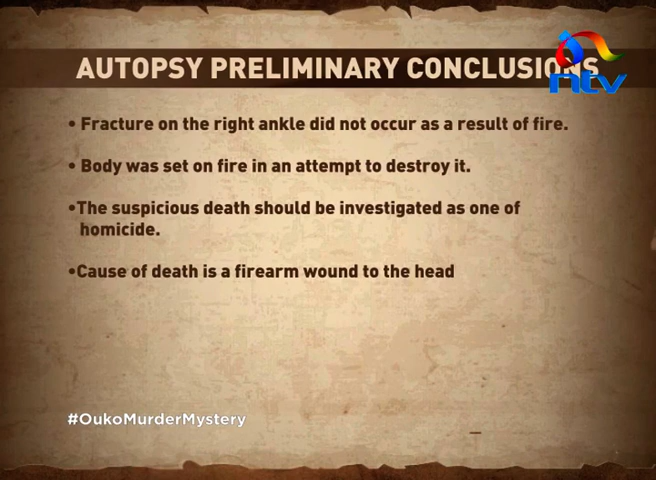 AUTOPSY PRELIMINARY CONCLUSIONS
ntv
• Fracture on the right ankle did not occur as a result of fire.
• Body was set on fire in an attempt to destroy it.
•The suspicious death should be investigated as one of
homicide.
•Cause of death is a firearm wound to the head
#OukoMurderMystery